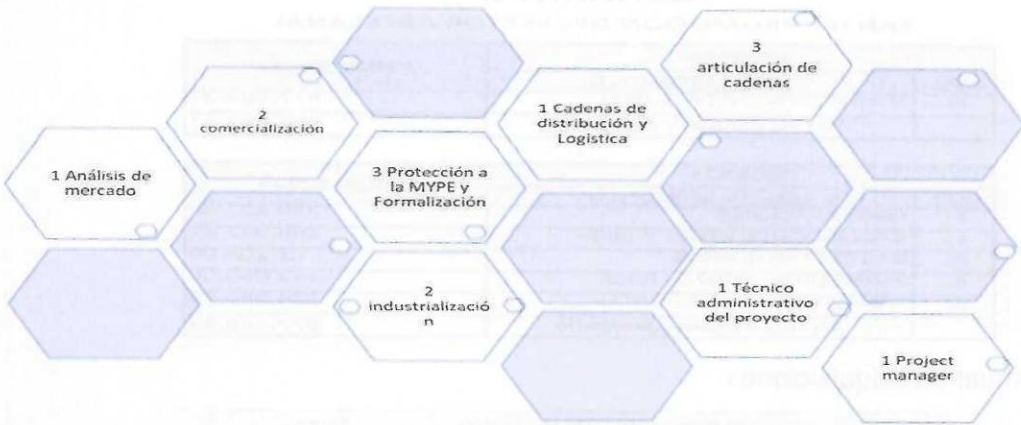 3
articulación de
cadenas
2
comercialización
1 Cadenas de
distribución y
Logística
1 Análisis de
mercado
3 Protección a
la MYPE y
Formalización
2
industrializació
n
1 Técnico
administrativo
del proyecto
1 Project
manager